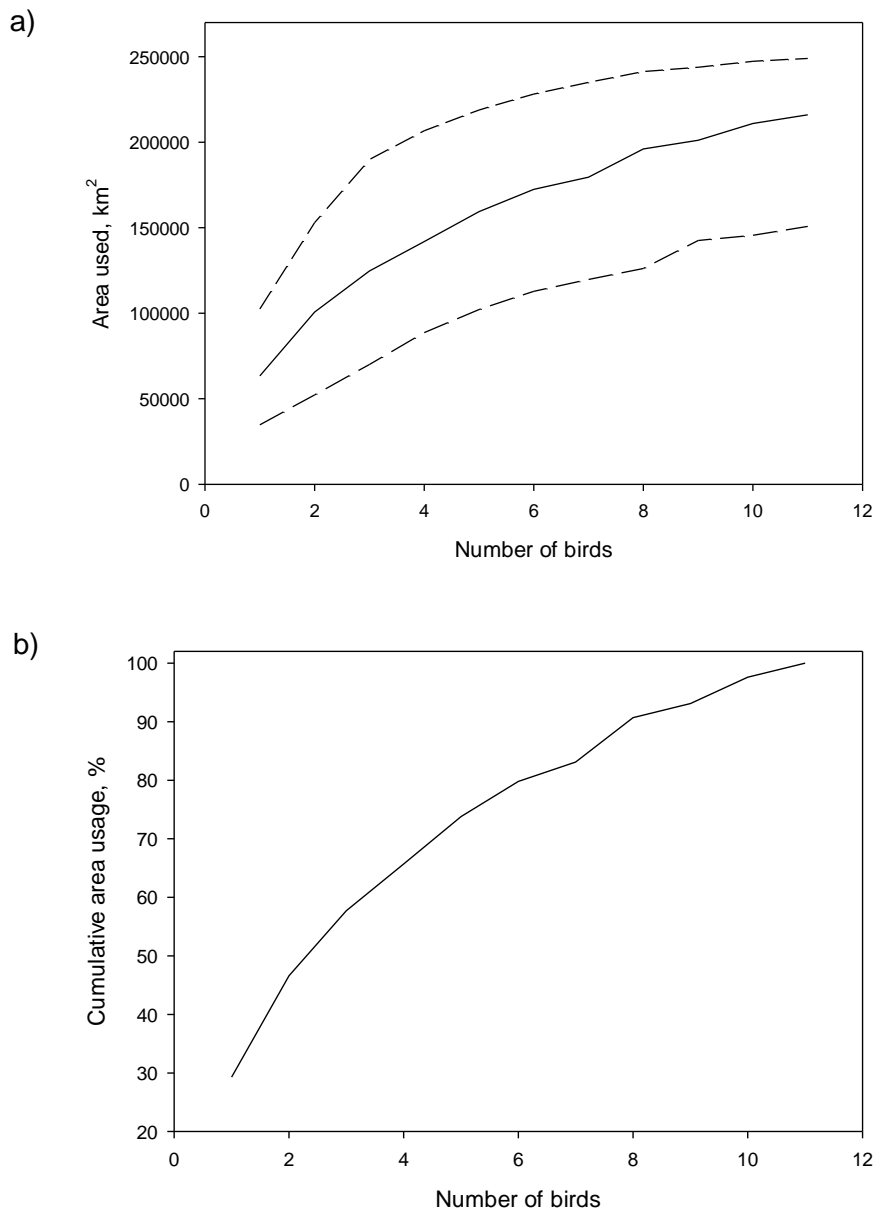 a)
250000
200000
150000
100000
50000
0
Area used, km²
0 2 4 6 8 10 12
Number of birds
b)
100
90
80
70
60
50
40
30
20
Cumulative area usage, %
0 2 4 6 8 10 12
Number of birds